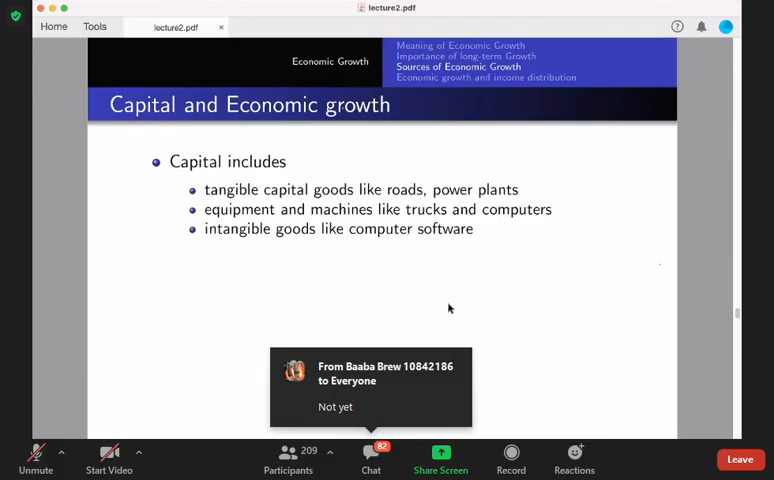 lecture2.pdf
Home
Tools
lecture2.pdf
×
Economic Growth
Meaning of Economic Growth
Importance of long-term Growth
Sources of Economic Growth
Economic growth and income distribution
Capital and Economic growth
Capital includes
tangible capital goods like roads, power plants
equipment and machines like trucks and computers
intangible goods like computer software
From Baaba Brew 10842186
to Everyone
Not yet
Unmute
Start Video
209
Participants
82
Chat
Share Screen
Record
Reactions
Leave